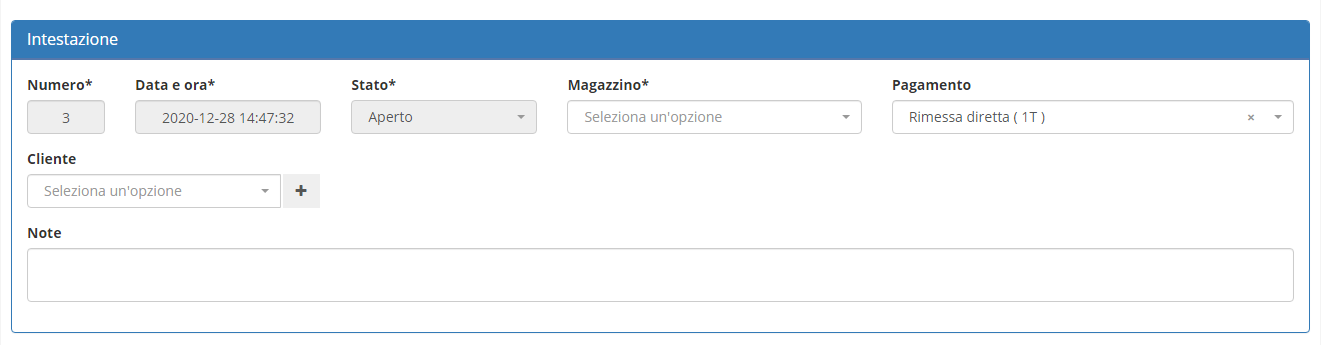 Intestazione
Numero* Data e ora* Stato* Magazzino* Pagamento
3 2020-12-28 14:47:32 Aperto Seleziona un'opzione Rimessa diretta ( 1T ) ×
Cliente
Seleziona un'opzione +
Note